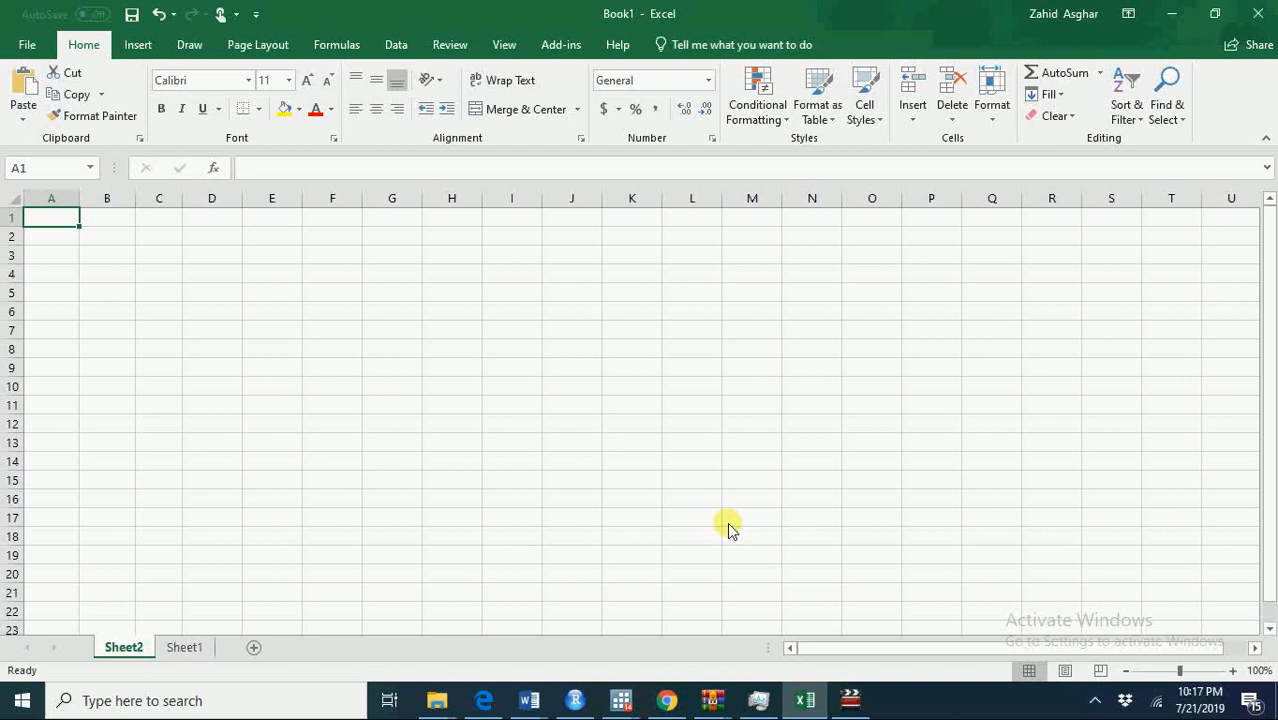 AutoSave Off Book1 - Excel Zahid Asghar
File Home Insert Draw Page Layout Formulas Data Review View Add-ins Help Tell me what you want to do Share
Paste Cut Copy Format Painter Clipboard
Calibri 11 A A B I U A Font
ab Wrap Text Merge & Center Alignment
General $ % , .0 .00 .00 .0 Number
Conditional Formatting Format as Table Cell Styles Styles
Insert Delete Format Cells
AutoSum Fill Clear Sort & Filter Find & Select Editing
A1 fx
A B C D E F G H I J K L M N O P Q R S T U
1
2
3
4
5
6
7
8
9
10
11
12
13
14
15
16
17
18
19
20
21
22
23
Activate Windows
Go to Settings to activate Windows.
Sheet2 Sheet1
Ready 100%
Type here to search 10:17 PM
7/21/2019 15